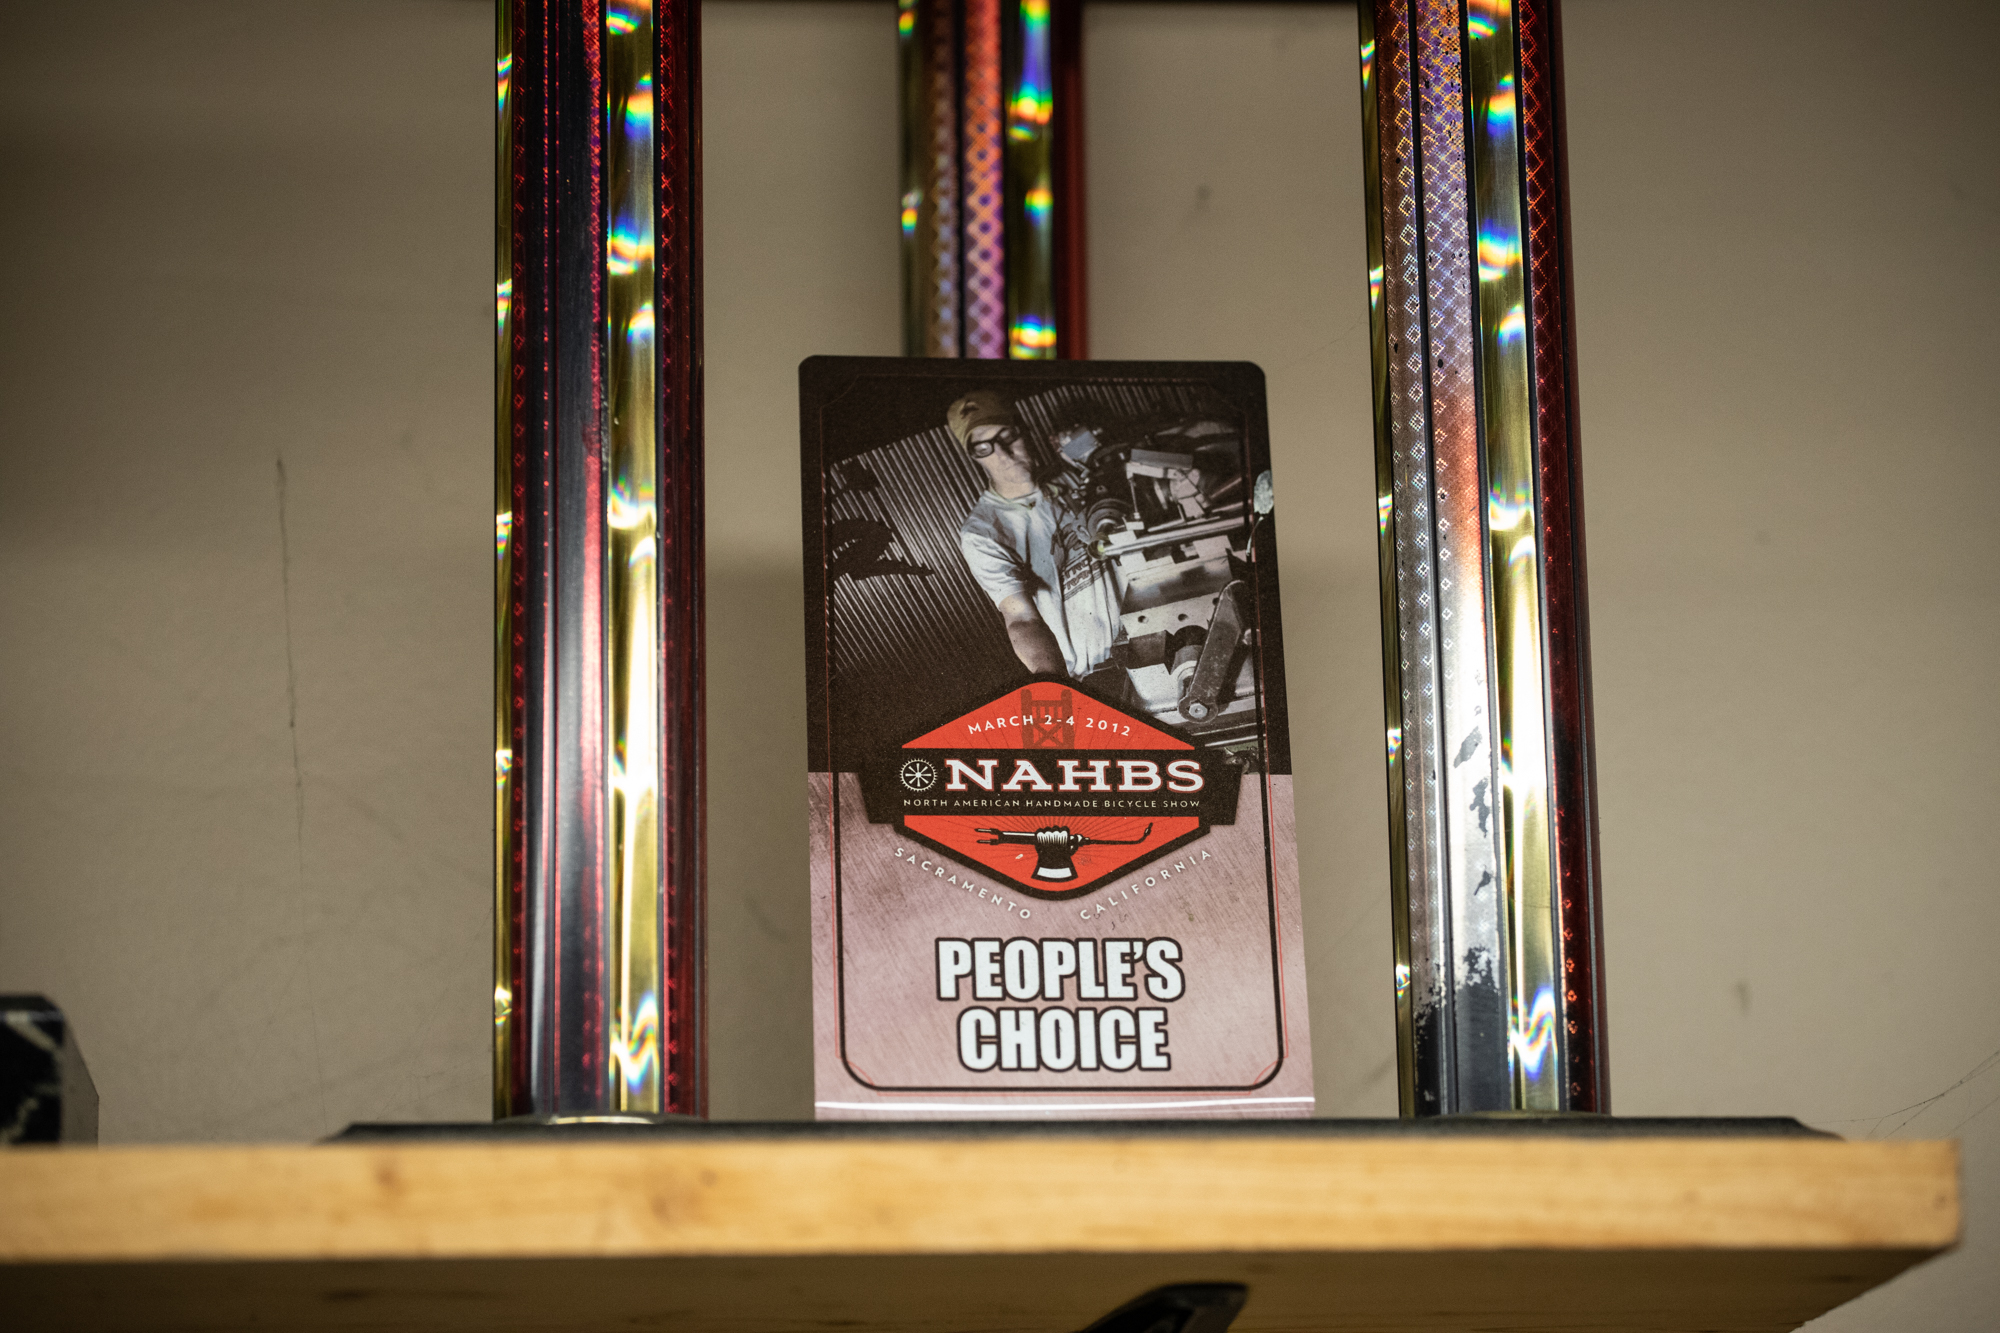 MARCH 2-4 2012
NAHBS
NORTH AMERICAN HANDMADE BICYCLE SHOW
SACRAMENTO CALIFORNIA
PEOPLE'S
CHOICE